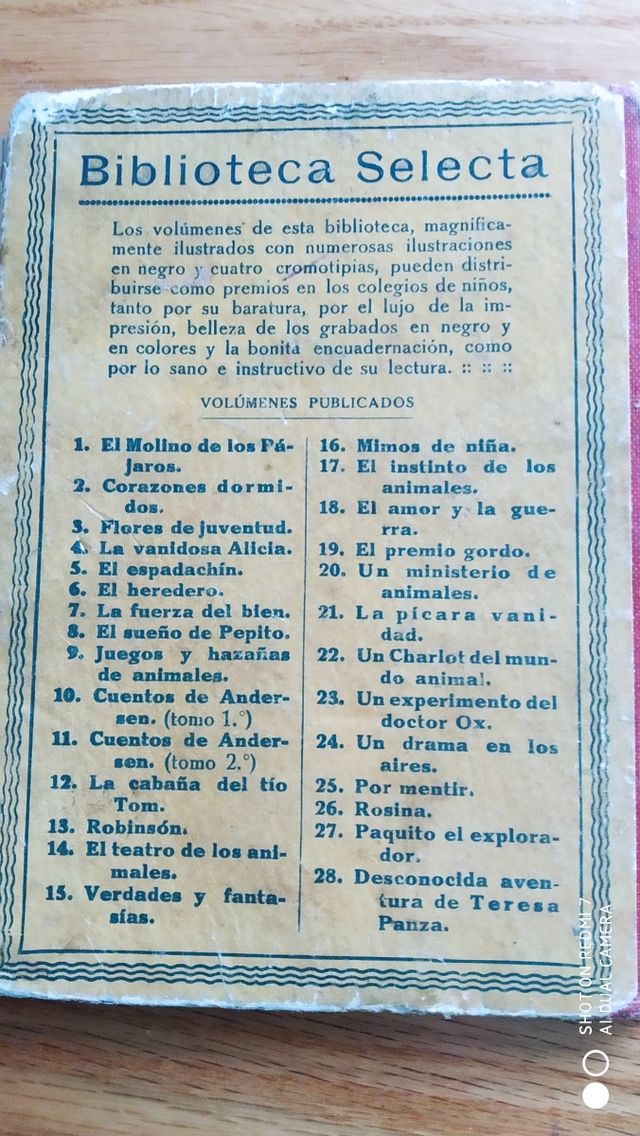 Biblioteca Selecta
Los volúmenes de esta biblioteca, magnífica-
mente ilustrados con numerosas ilustraciones
en negro y cuatro cromotipias, pueden distri-
buirse como premios en los colegios de niños,
tanto por su baratura, por el lujo de la im-
presión, belleza de los grabados en negro y
en colores y la bonita encuadernación, como
por lo sano e instructivo de su lectura. :: :: ::
VOLÚMENES PUBLICADOS
1. El Molino de los Pá-
jaros.
2. Corazones dormi-
dos.
3. Flores de juventud.
4. La vanidosa Alicia.
5. El espadachín.
6. El heredero.
7. La fuerza del bien.
8. El sueño de Pepito.
9. Juegos y hazañas
de animales.
10. Cuentos de Ander-
sen. (tomo 1.°)
11. Cuentos de Ander-
sen. (tomo 2.°)
12. La cabaña del tío
Tom.
13. Robinsón.
14. El teatro de los ani-
males.
15. Verdades y fanta-
sías.
16. Mimos de niña.
17. El instinto de los
animales.
18. El amor y la gue-
rra.
19. El premio gordo.
20. Un ministerio de
animales.
21. La pícara vani-
dad.
22. Un Charlot del mun-
do animal.
23. Un experimento del
doctor Ox.
24. Un drama en los
aires.
25. Por mentir.
26. Rosina.
27. Paquito el explora-
dor.
28. Desconocida aven-
tura de Teresa
Panza.
SHOT ON REDMI 7
AI DUAL CAMERA